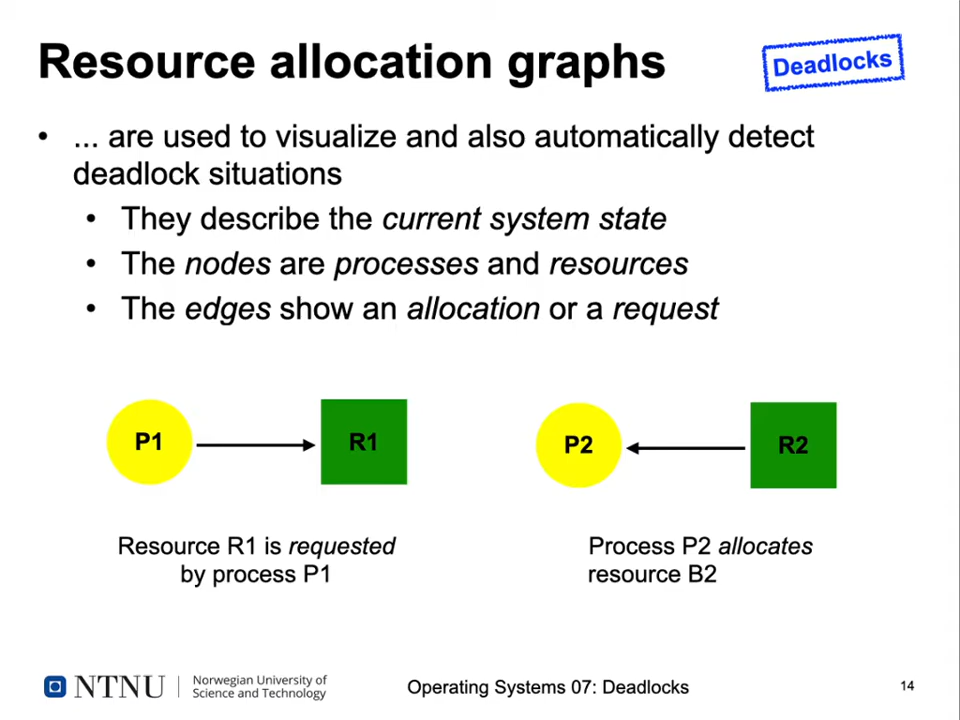 Resource allocation graphs
Deadlocks
• ... are used to visualize and also automatically detect
deadlock situations
• They describe the current system state
• The nodes are processes and resources
• The edges show an allocation or a request
P1
R1
P2
R2
Resource R1 is requested
by process P1
Process P2 allocates
resource B2
NTNU
Norwegian University of
Science and Technology
Operating Systems 07: Deadlocks
14